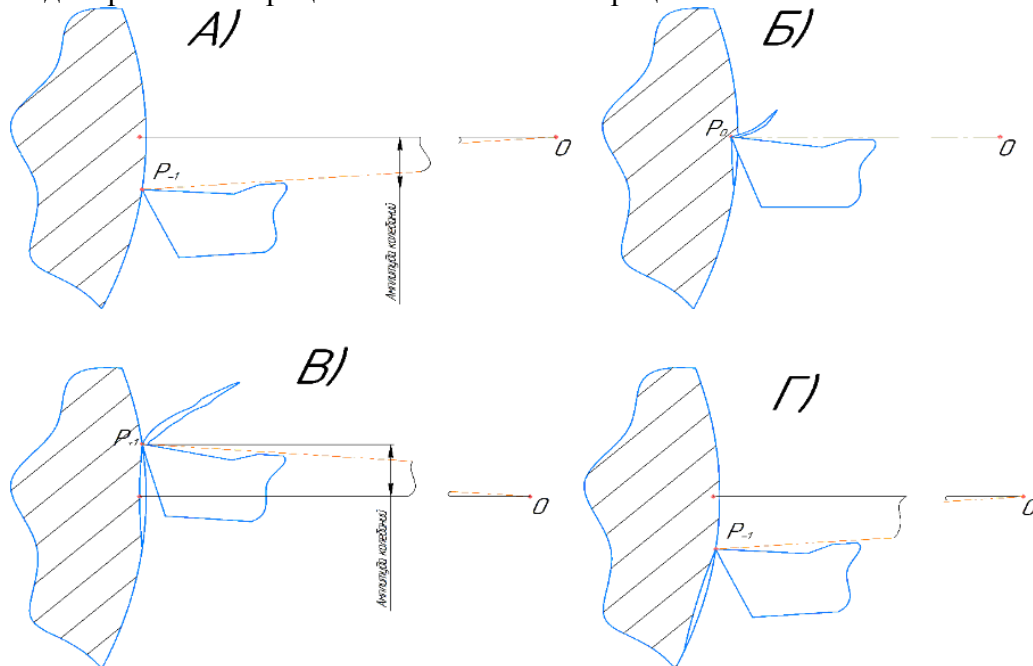 А)
Б)
P₋₁
O
Амплитуда колебаний
P₀
O
В)
Г)
P₊₁
O
Амплитуда колебаний
P₋₁
O